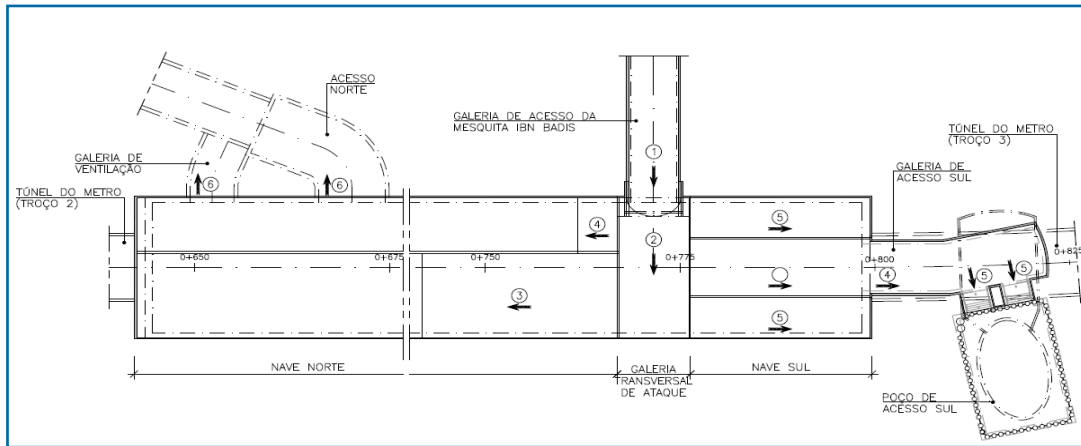 ACESSO
NORTE
GALERIA DE ACESSO DA
MESQUITA IBN BADIS
TÚNEL DO METRO
(TROÇO 3)
GALERIA DE
VENTILAÇÃO
GALERIA DE
ACESSO SUL
TÚNEL DO METRO
(TROÇO 2)
1
6
6
4
2
5
0+650
0+675
0+750
0+775
0+800
0+825
3
4
5
5
5
NAVE NORTE
GALERIA
TRANSVERSAL
DE ATAQUE
NAVE SUL
POÇO DE
ACESSO SUL